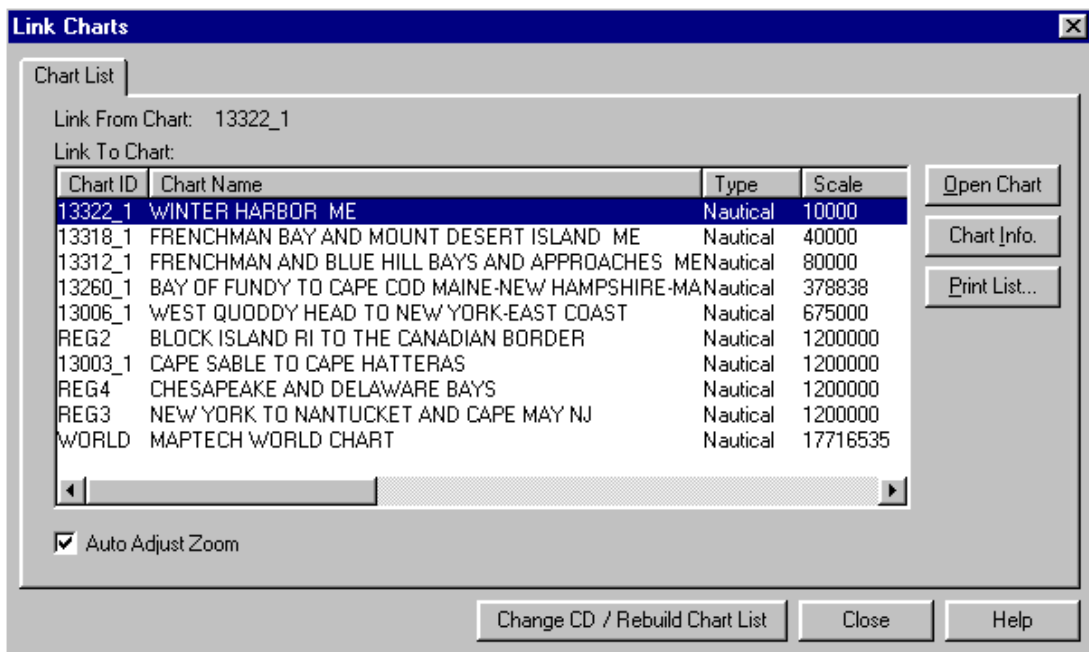 Link Charts
Chart List
Link From Chart: 13322_1
Link To Chart:
Chart ID Chart Name Type Scale
13322_1 WINTER HARBOR ME Nautical 10000
13318_1 FRENCHMAN BAY AND MOUNT DESERT ISLAND ME Nautical 40000
13312_1 FRENCHMAN AND BLUE HILL BAYS AND APPROACHES ME Nautical 80000
13260_1 BAY OF FUNDY TO CAPE COD MAINE-NEW HAMPSHIRE-MA Nautical 378838
13006_1 WEST QUODDY HEAD TO NEW YORK-EAST COAST Nautical 675000
REG2 BLOCK ISLAND RI TO THE CANADIAN BORDER Nautical 1200000
13003_1 CAPE SABLE TO CAPE HATTERAS Nautical 1200000
REG4 CHESAPEAKE AND DELAWARE BAYS Nautical 1200000
REG3 NEW YORK TO NANTUCKET AND CAPE MAY NJ Nautical 1200000
WORLD MAPTECH WORLD CHART Nautical 17716535
Open Chart
Chart Info.
Print List...
Auto Adjust Zoom
Change CD / Rebuild Chart List Close Help